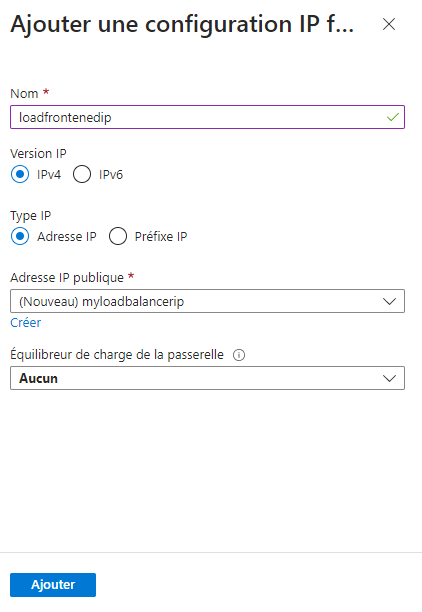 Ajouter une configuration IP f...
Nom *
loadfrontenedip
Version IP
IPv4 IPv6
Type IP
Adresse IP Préfixe IP
Adresse IP publique *
(Nouveau) myloadbalancerip
Créer
Équilibreur de charge de la passerelle
Aucun
Ajouter